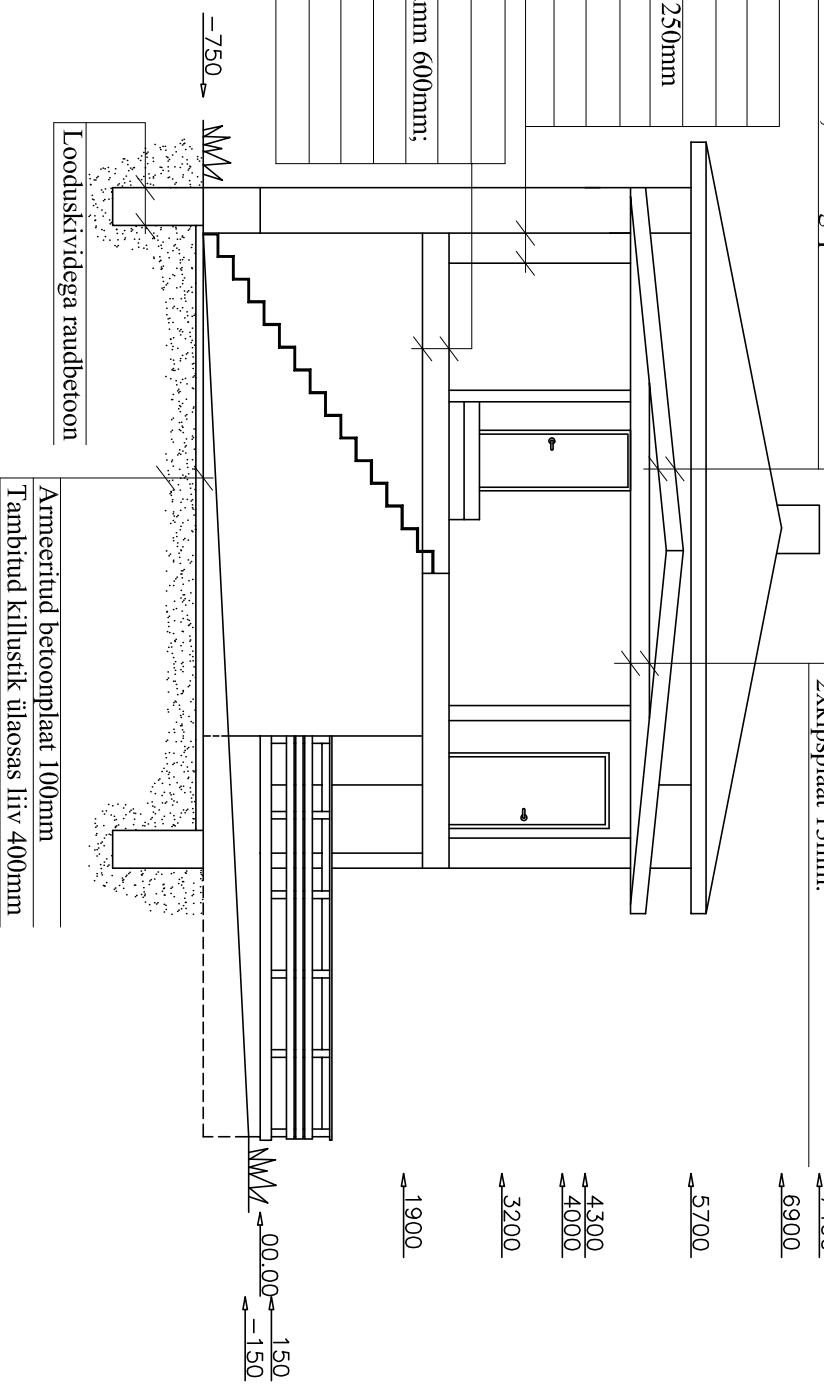 250mm
mm 600mm;
-750
Looduskividega raudbetoon
Armeeritud betoonplaat 100mm
Tambitud killustik ülaosas liiv 400mm
2xkipsplaat 13mm.
6900
5700
4300
4000
3200
1900
00.00
150
-150